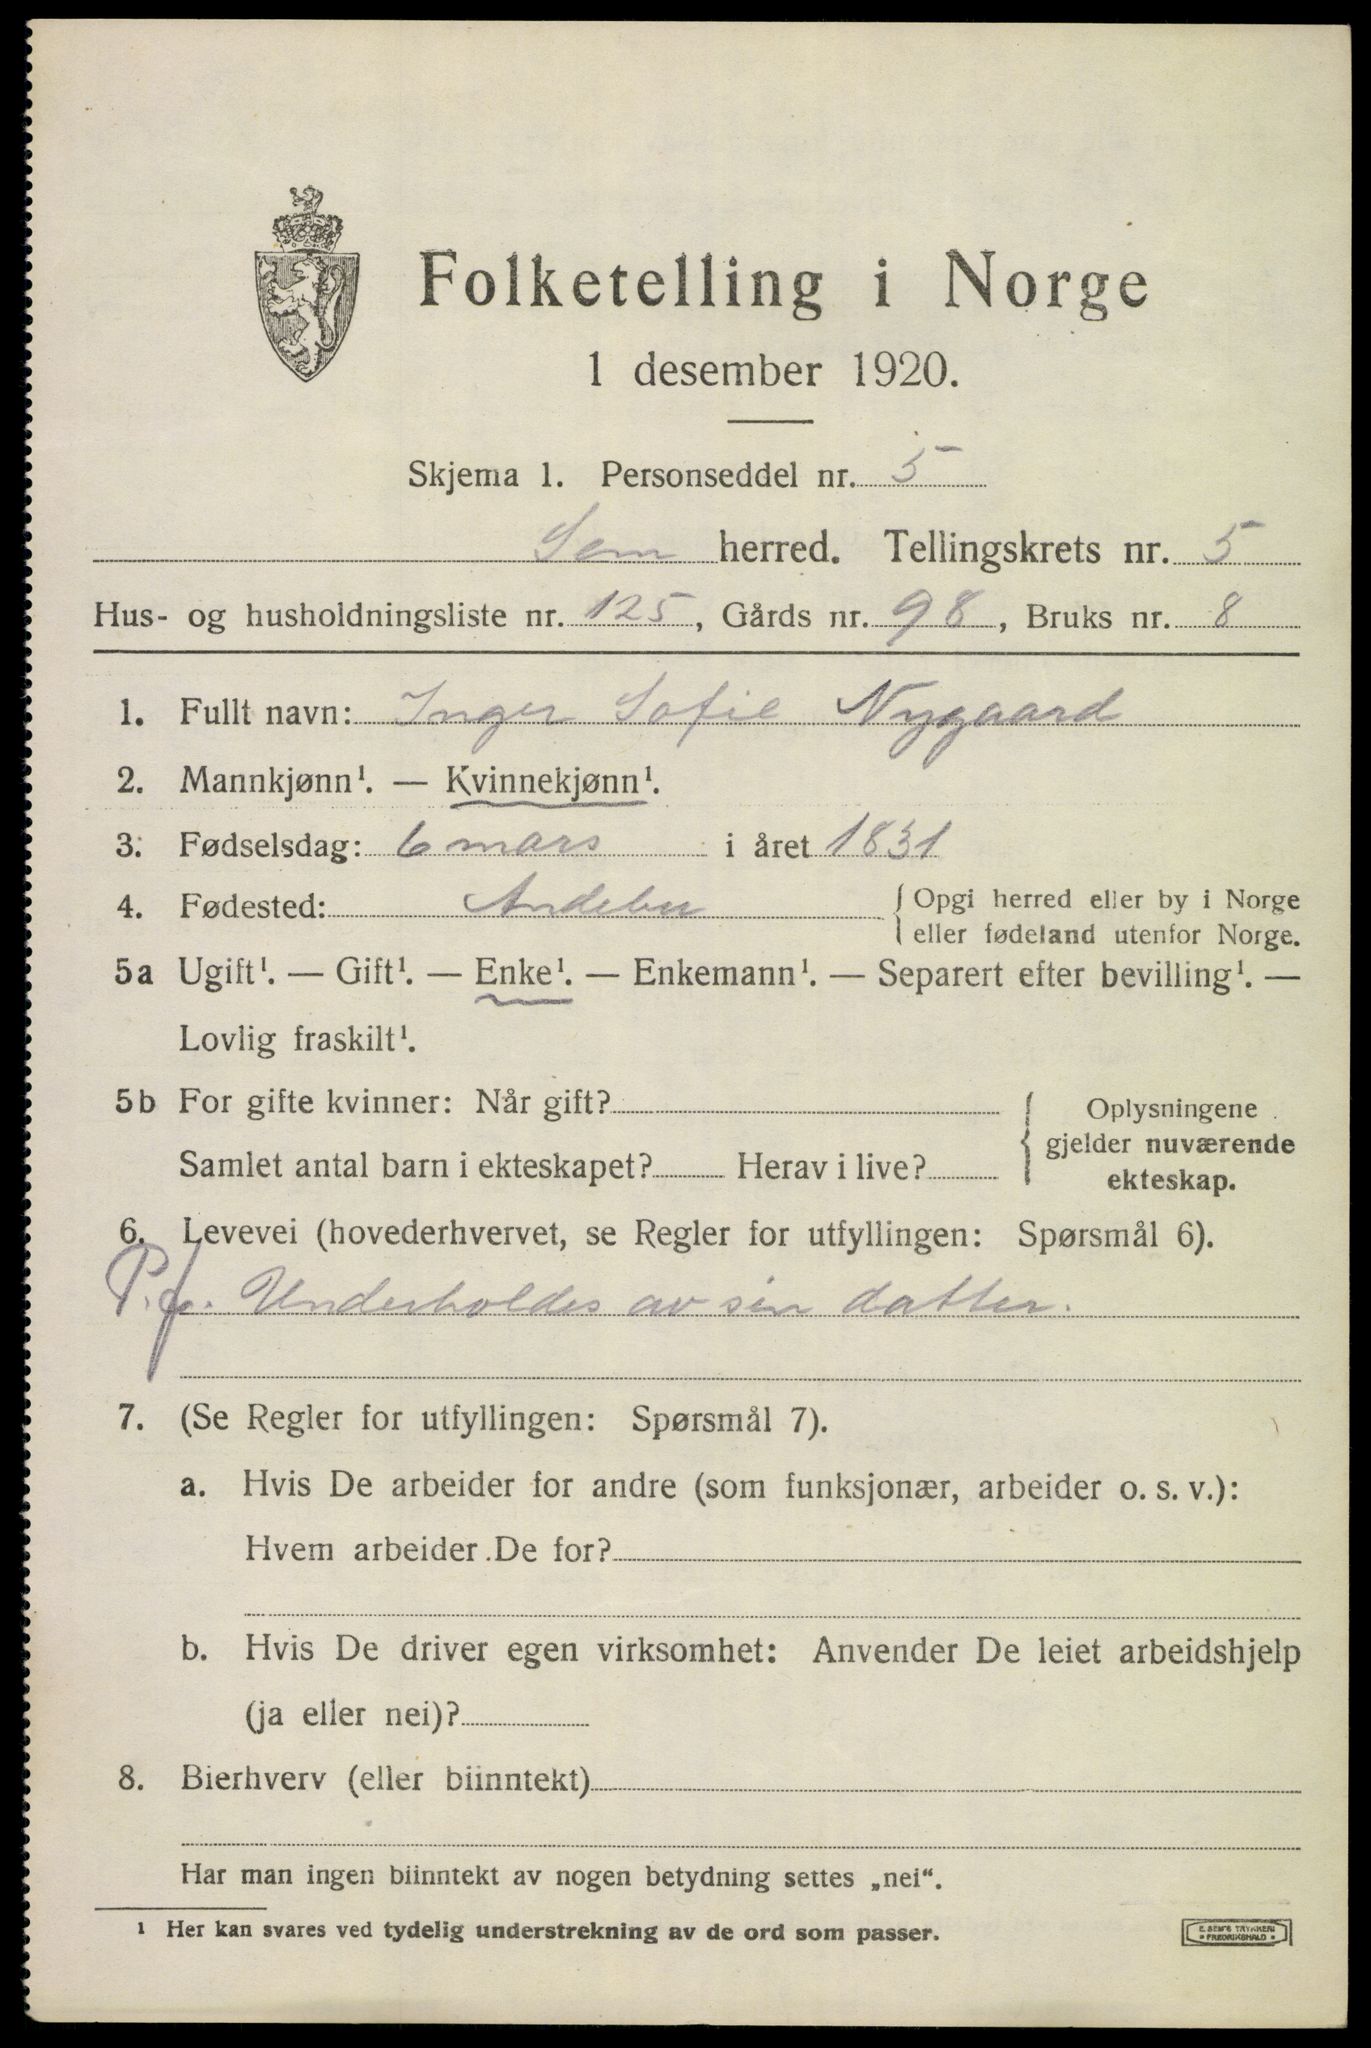 Folketelling i Norge
1 desember 1920.
Skjema 1. Personseddel nr. 5
Sem herred. Tellingskrets nr. 5
Hus- og husholdningsliste nr. 125, Gårds nr. 98, Bruks nr. 8
1. Fullt navn: Inger Sofie Nygaard
2. Mannkjønn¹. — Kvinnekjønn¹.
3. Fødselsdag: 6 mars i året 1831
4. Fødested: Andebu { Opgi herred eller by i Norge
eller fødeland utenfor Norge.
5a Ugift¹. — Gift¹. — Enke¹. — Enkemann¹. — Separert efter bevilling¹. —
Lovlig fraskilt¹.
5b For gifte kvinner: Når gift?
Samlet antal barn i ekteskapet? Herav i live?
{ Oplysningene
gjelder nuværende
ekteskap.
6. Levevei (hovederhvervet, se Regler for utfyllingen: Spørsmål 6).
P.f. Underholdes av sin datter.
7. (Se Regler for utfyllingen: Spørsmål 7).
a. Hvis De arbeider for andre (som funksjonær, arbeider o. s. v.):
Hvem arbeider De for?
b. Hvis De driver egen virksomhet: Anvender De leiet arbeidshjelp
(ja eller nei)?
8. Bierhverv (eller biinntekt)
Har man ingen biinntekt av nogen betydning settes „nei“.
¹ Her kan svares ved tydelig understrekning av de ord som passer.
E. SEM'S TRYKKERI
• FREDRIKSHALD •